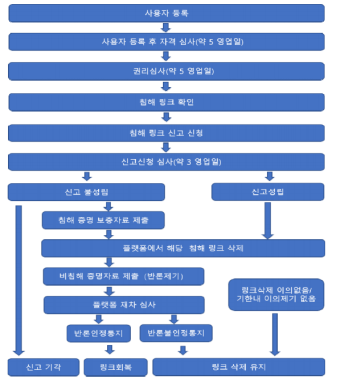 사용자 등록
사용자 등록 후 자격 심사(약 5 영업일)
권리심사(약 5 영업일)
침해 링크 확인
침해 링크 신고 신청
신고신청 심사(약 3 영업일)
신고 불성립
신고성립
침해 증명 보충자료 제출
플랫폼에서 해당 침해 링크 삭제
비침해 증명자료 제출 (반론제기)
링크삭제 이의없음/
기한내 이의제기 없음
플랫폼 재차 심사
반론인정통지
반론불인정통지
신고 기각
링크회복
링크 삭제 유지